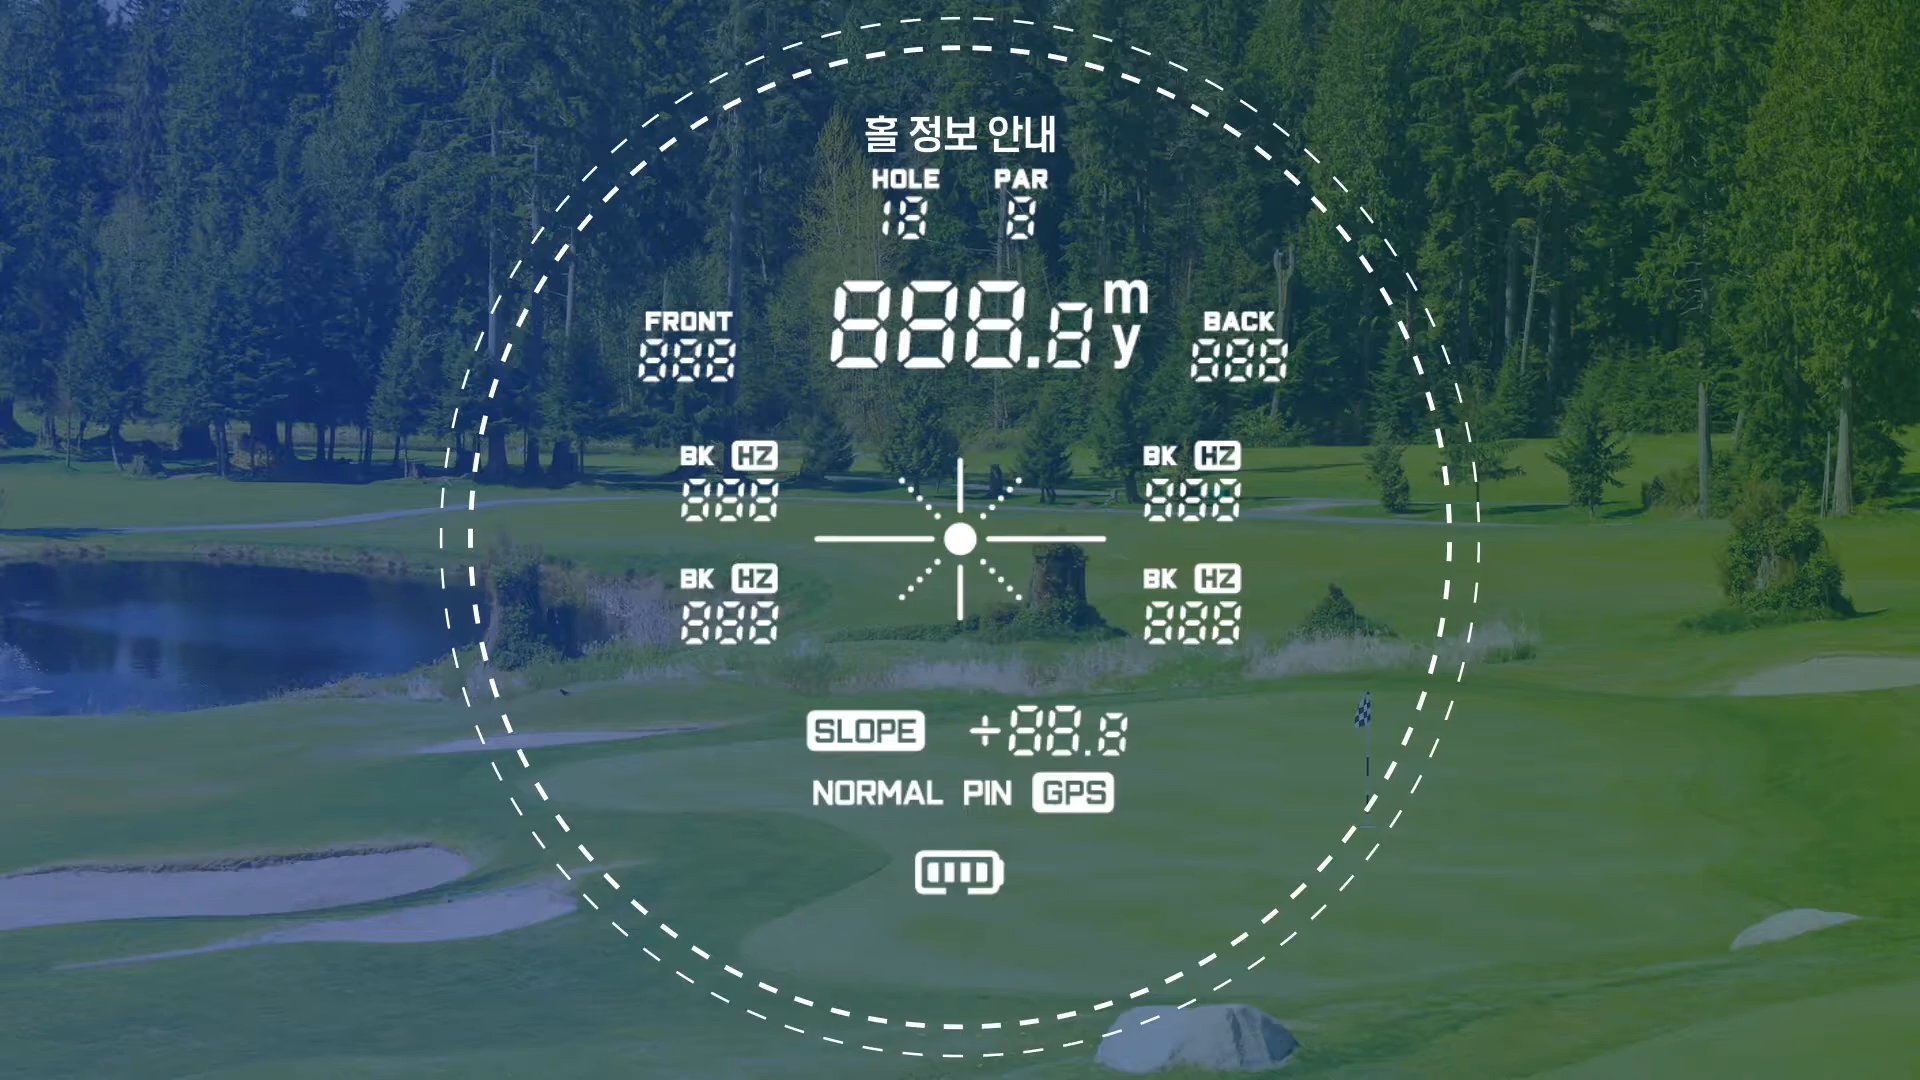 홀 정보 안내
HOLE PAR
18 8
888.8 m y
FRONT BACK
888 888
BK HZ BK HZ
888 888
BK HZ BK HZ
888 888
SLOPE +88.8
NORMAL PIN GPS